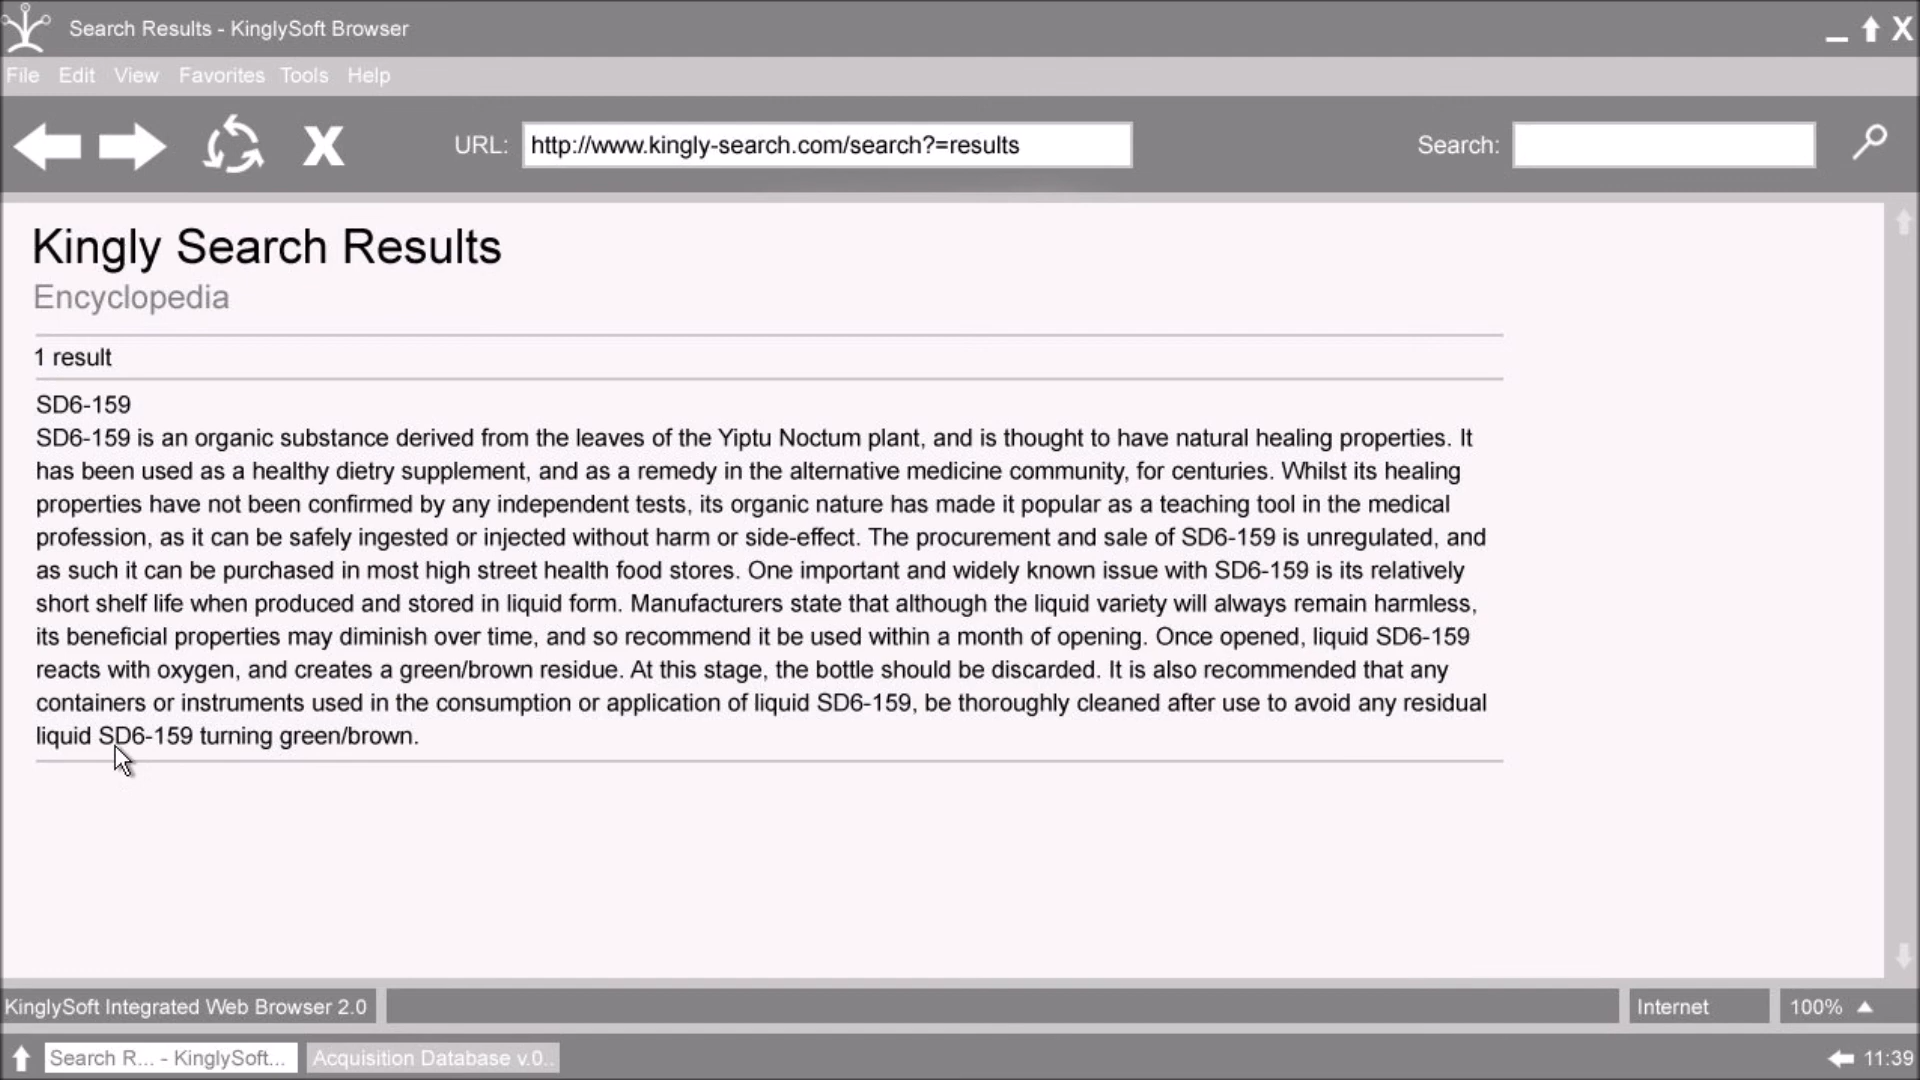 Search Results - KinglySoft Browser
File Edit View Favorites Tools Help
URL: http://www.kingly-search.com/search?=results Search:
Kingly Search Results
Encyclopedia
1 result
SD6-159
SD6-159 is an organic substance derived from the leaves of the Yiptu Noctum plant, and is thought to have natural healing properties. It
has been used as a healthy dietry supplement, and as a remedy in the alternative medicine community, for centuries. Whilst its healing
properties have not been confirmed by any independent tests, its organic nature has made it popular as a teaching tool in the medical
profession, as it can be safely ingested or injected without harm or side-effect. The procurement and sale of SD6-159 is unregulated, and
as such it can be purchased in most high street health food stores. One important and widely known issue with SD6-159 is its relatively
short shelf life when produced and stored in liquid form. Manufacturers state that although the liquid variety will always remain harmless,
its beneficial properties may diminish over time, and so recommend it be used within a month of opening. Once opened, liquid SD6-159
reacts with oxygen, and creates a green/brown residue. At this stage, the bottle should be discarded. It is also recommended that any
containers or instruments used in the consumption or application of liquid SD6-159, be thoroughly cleaned after use to avoid any residual
liquid SD6-159 turning green/brown.
KinglySoft Integrated Web Browser 2.0 Internet 100%
Search R... - KinglySoft... Acquisition Database v.0.. 11:39